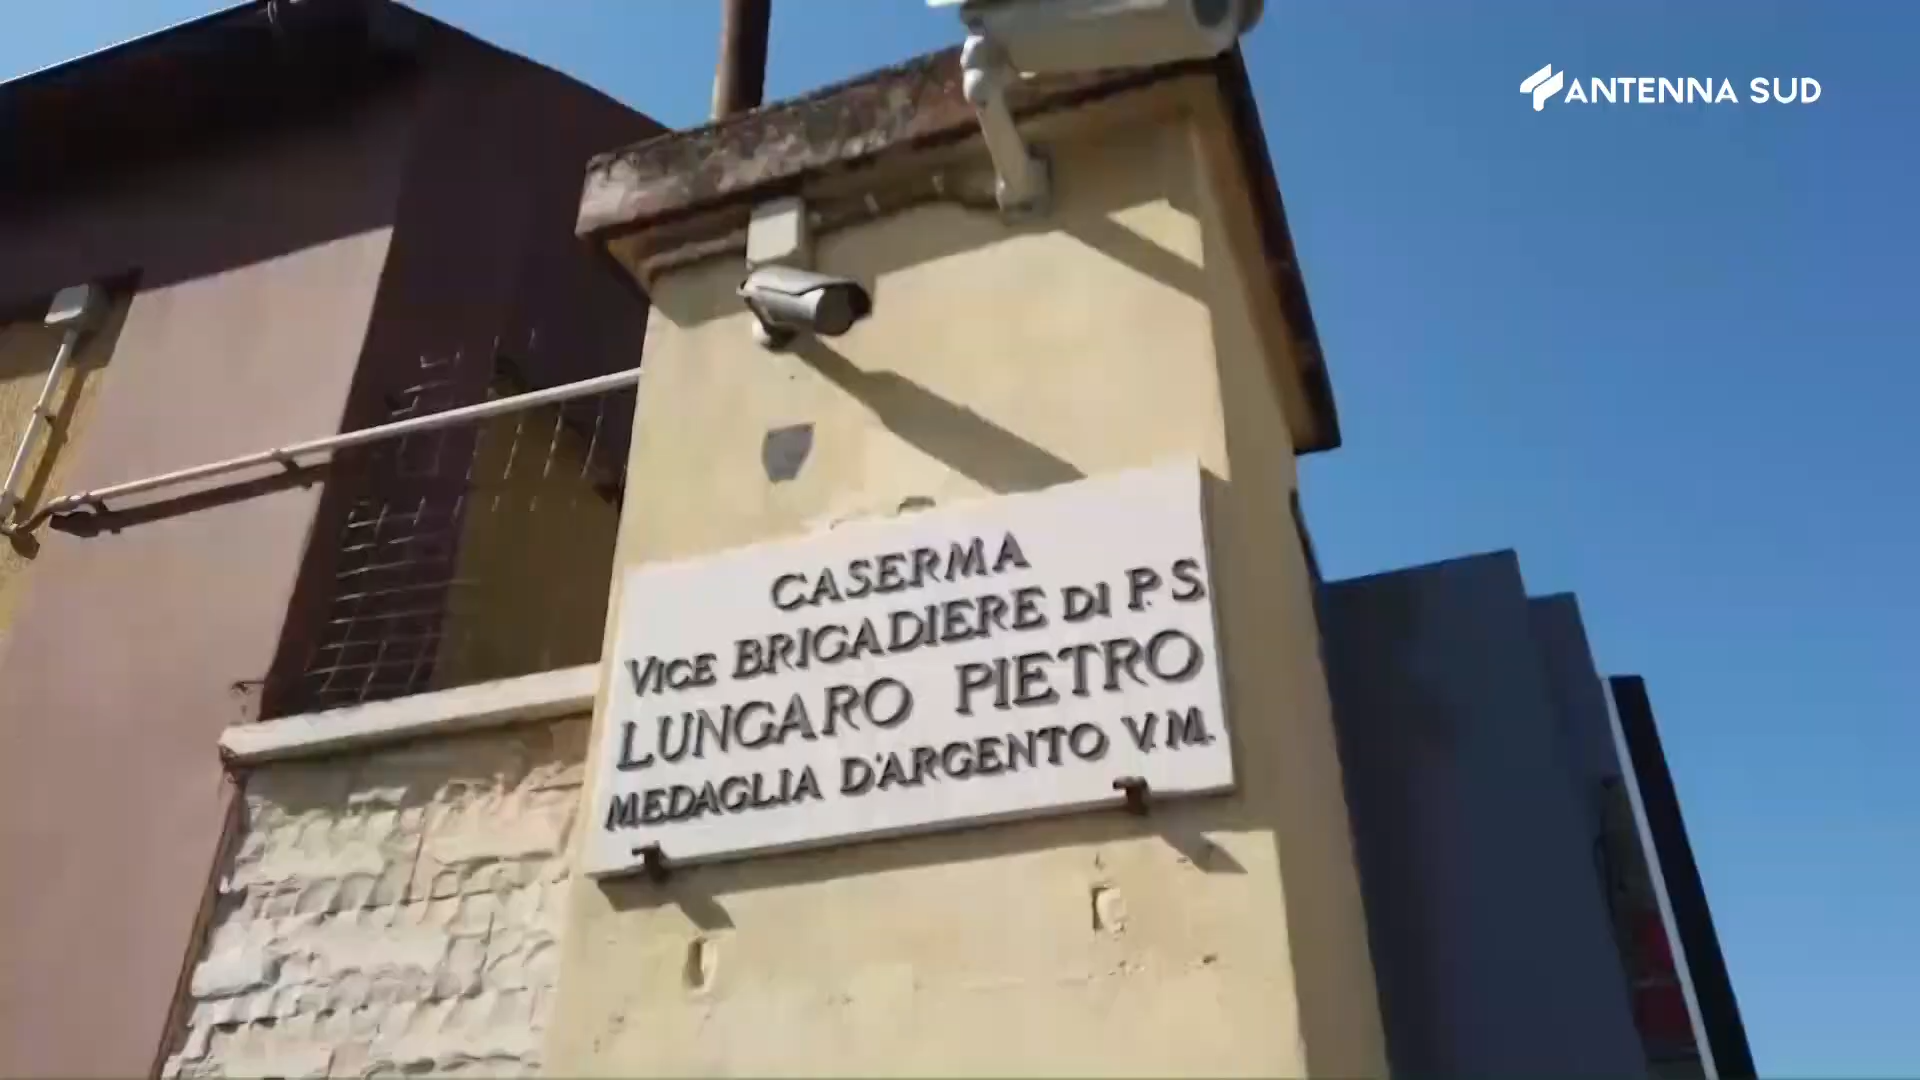 ANTENNA SUD
CASERMA
VICE BRIGADIERE DI P.S.
LUNGARO PIETRO
MEDAGLIA D'ARGENTO V.M.